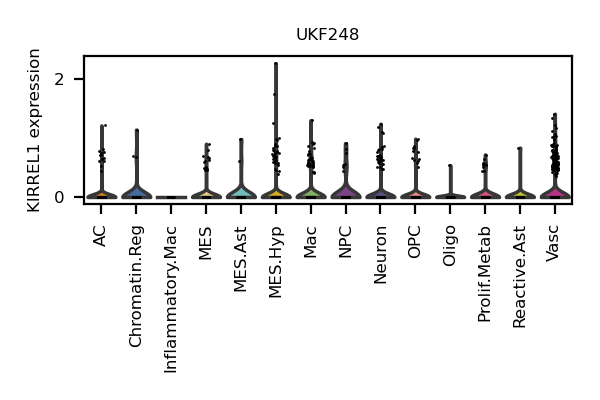 UKF248
KIRREL1 expression
2
0
AC
Chromatin.Reg
Inflammatory.Mac
MES
MES.Ast
MES.Hyp
Mac
NPC
Neuron
OPC
Oligo
Prolif.Metab
Reactive.Ast
Vasc